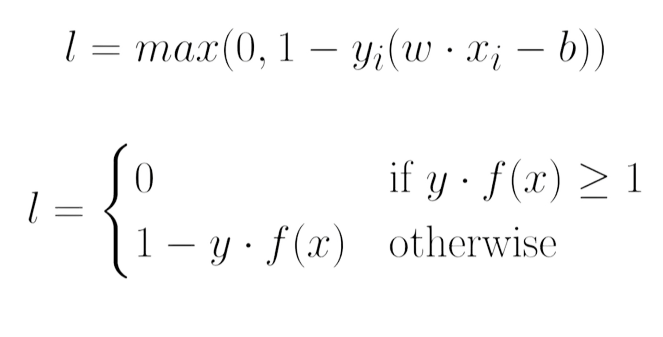 l = max(0, 1 − y_i(w · x_i − b))
l = { 0 if y · f(x) ≥ 1
1 − y · f(x) otherwise